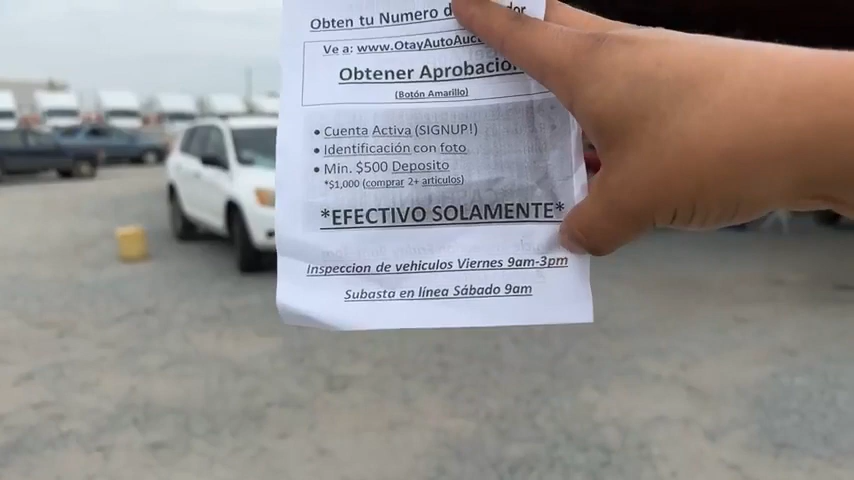 Obten tu Numero
Ve a: www.OtayAutoAuc
Obtener Aprobacion
(Botón Amarillo)
• Cuenta Activa (SIGNUP!)
• Identificación con foto
• Min. $500 Deposito
*$1,000 (comprar 2+ articulos)
*EFECTIVO SOLAMENTE*
Inspeccion de vehiculos Viernes 9am-3pm
Subasta en línea Sábado 9am